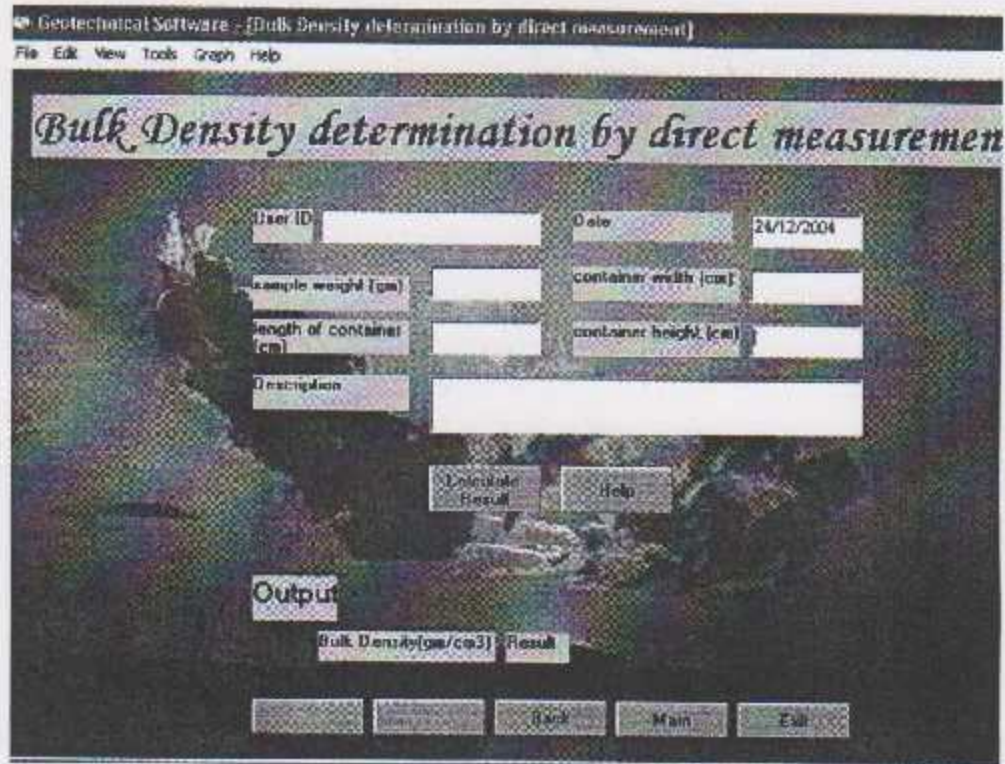 Geotechnical Software - [Bulk Density determination by direct measurement]
File Edit View Tools Graph Help
Bulk Density determination by direct measuremen
User ID
Date
24/12/2004
sample weight (gm)
container width (cm)
length of container
(cm)
container height (cm)
Description
Calculate
Result
Help
Output
Bulk Density(gm/cm3)
Result
Back
Main
Exit